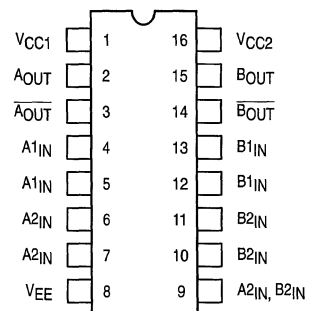 VCC1 1 16 VCC2
AOUT 2 15 BOUT
AOUT 3 14 BOUT
A1IN 4 13 B1IN
A1IN 5 12 B1IN
A2IN 6 11 B2IN
A2IN 7 10 B2IN
VEE 8 9 A2IN, B2IN